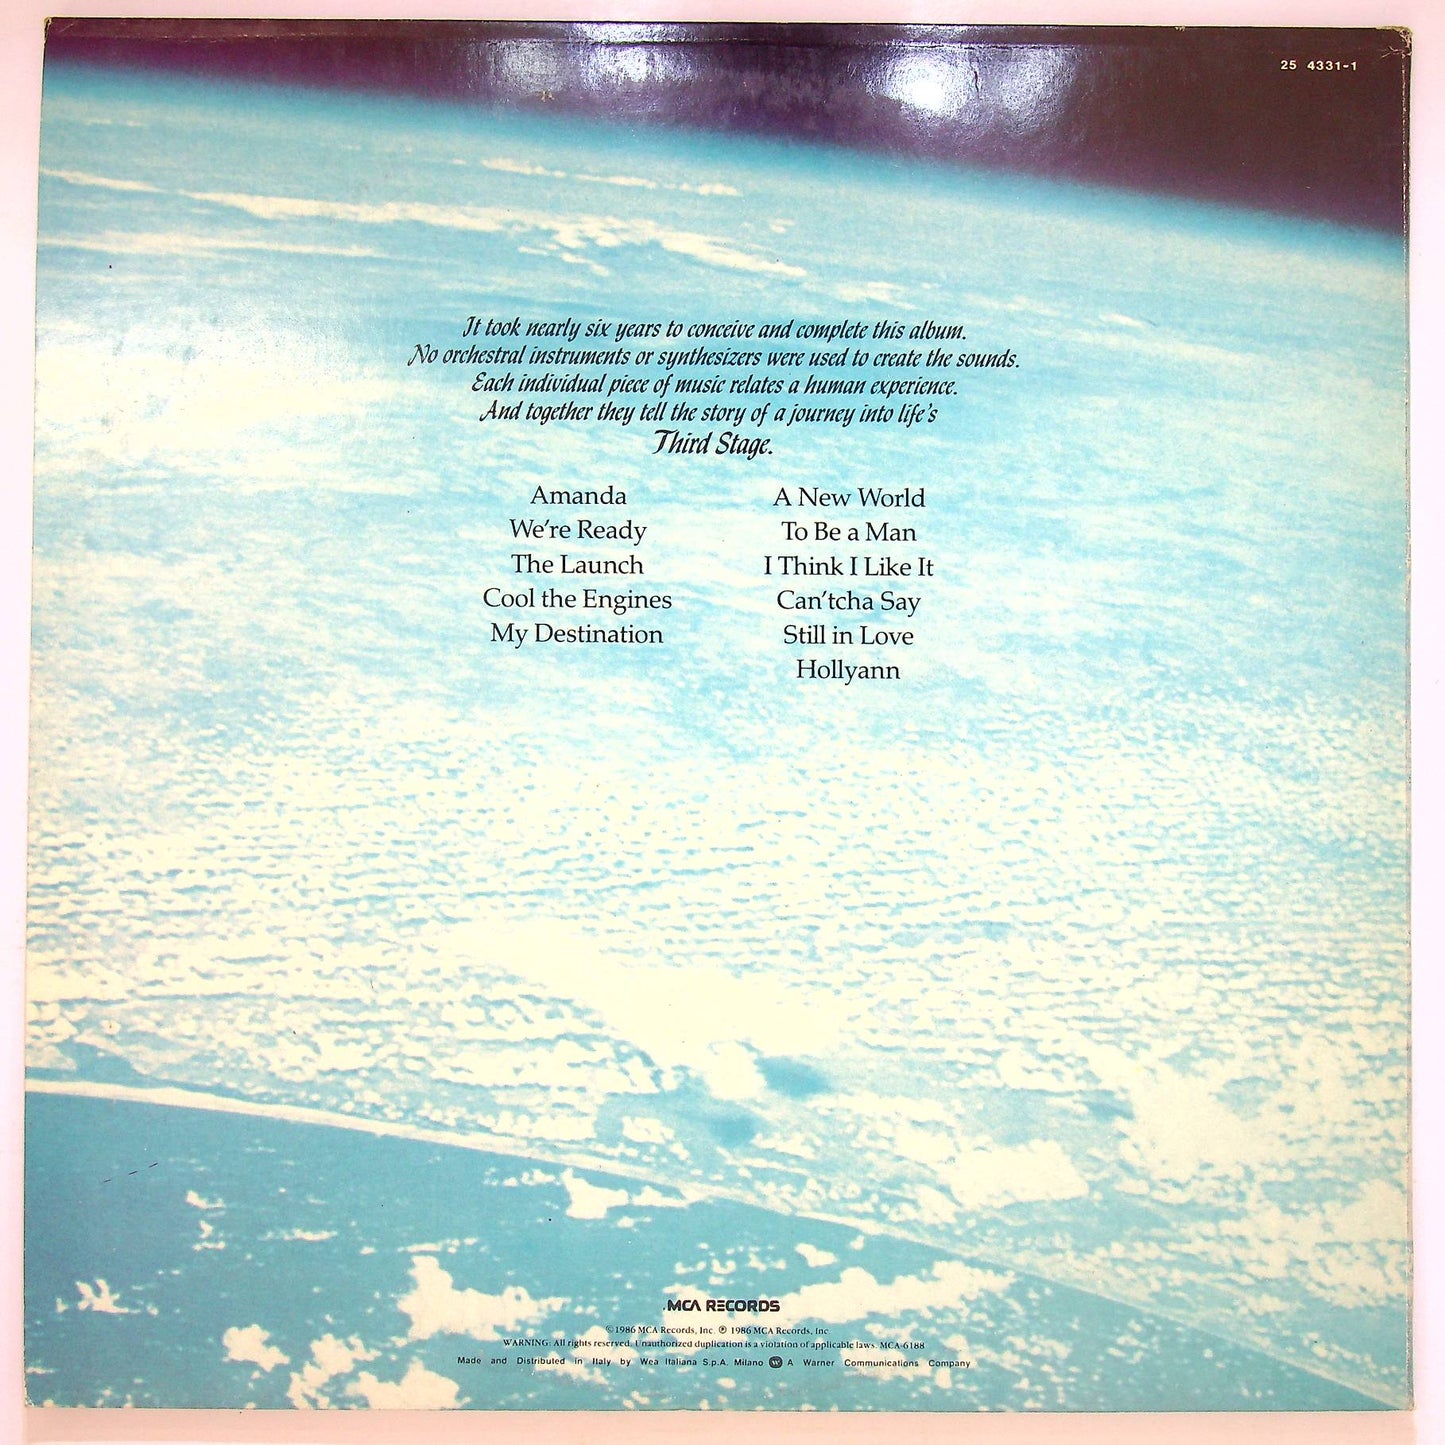 25 4331-1
It took nearly six years to conceive and complete this album.
No orchestral instruments or synthesizers were used to create the sounds.
Each individual piece of music relates a human experience.
And together they tell the story of a journey into life's
Third Stage.
Amanda
We're Ready
The Launch
Cool the Engines
My Destination
A New World
To Be a Man
I Think I Like It
Can'tcha Say
Still in Love
Hollyann
MCA RECORDS
©1986 MCA Records, Inc. ℗ 1986 MCA Records, Inc.
WARNING: All rights reserved. Unauthorized duplication is a violation of applicable laws. MCA-6188
Made and Distributed in Italy by Wea Italiana S.p.A. Milano W A Warner Communications Company